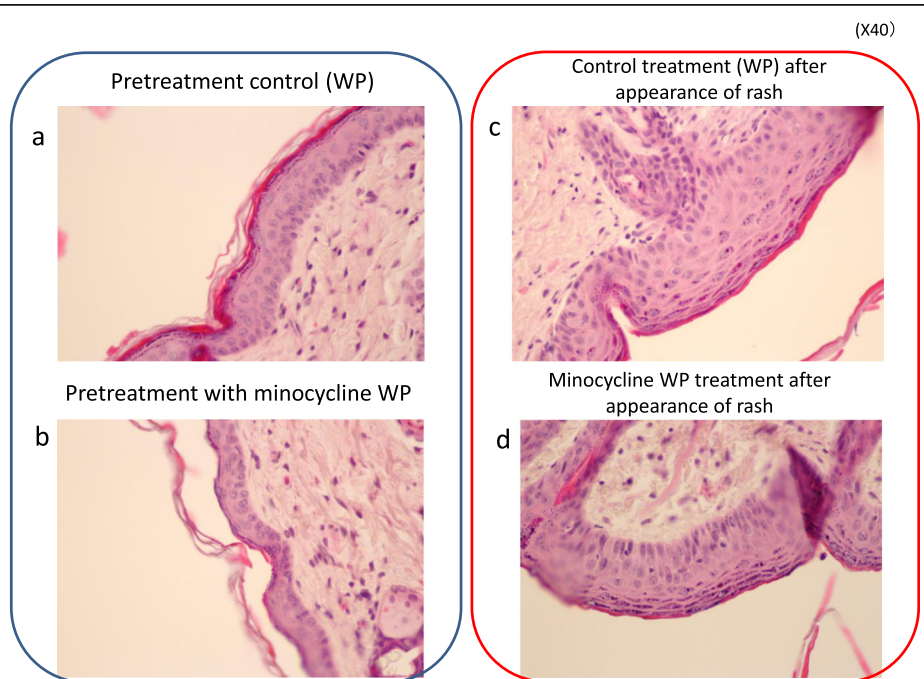 (X40）
Pretreatment control (WP)
a
Pretreatment with minocycline WP
b
Control treatment (WP) after
appearance of rash
c
Minocycline WP treatment after
appearance of rash
d